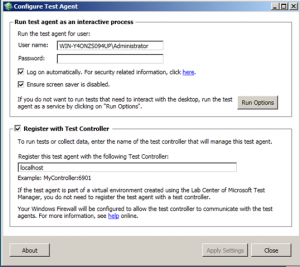 Configure Test Agent
Run test agent as an interactive process
Run the test agent for user:
User name: WIN-Y4ONZS094UP\Administrator
Password:
Log on automatically. For security related information, click here.
Ensure screen saver is disabled.
If you do not want to run tests that need to interact with the desktop, run the test
agent as a service by clicking on "Run Options".
Run Options
Register with Test Controller
To run tests or collect data, enter the name of the test controller that will manage this test agent.
Register this test agent with the following Test Controller:
localhost
Example: MyController:6901
If the test agent is part of a virtual environment created using the Lab Center of Microsoft Test
Manager, you do not need to register the test agent with a test controller.
Your Windows Firewall will be configured to allow the test controller to communicate with the test
agents. For more information, see help online.
About
Apply Settings
Close